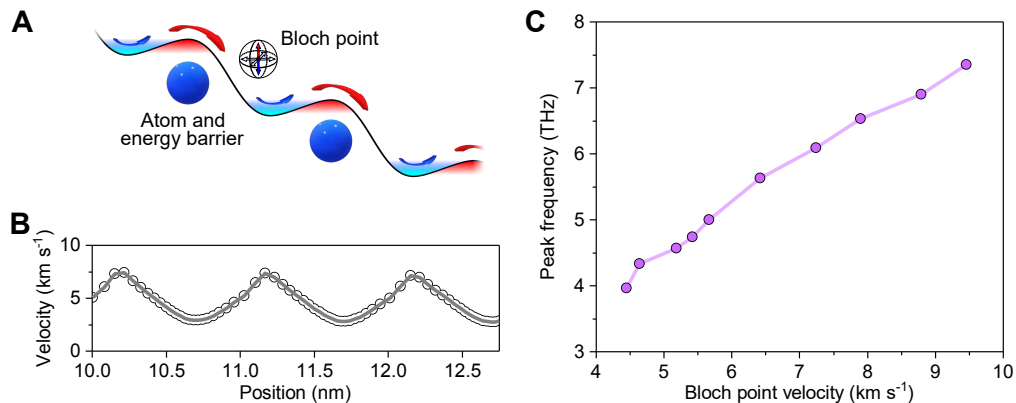 A
Bloch point
Atom and
energy barrier
B
Velocity (km s⁻¹)
10
5
0
10.0 10.5 11.0 11.5 12.0 12.5
Position (nm)
C
Peak frequency (THz)
8
7
6
5
4
3
4 5 6 7 8 9 10
Bloch point velocity (km s⁻¹)